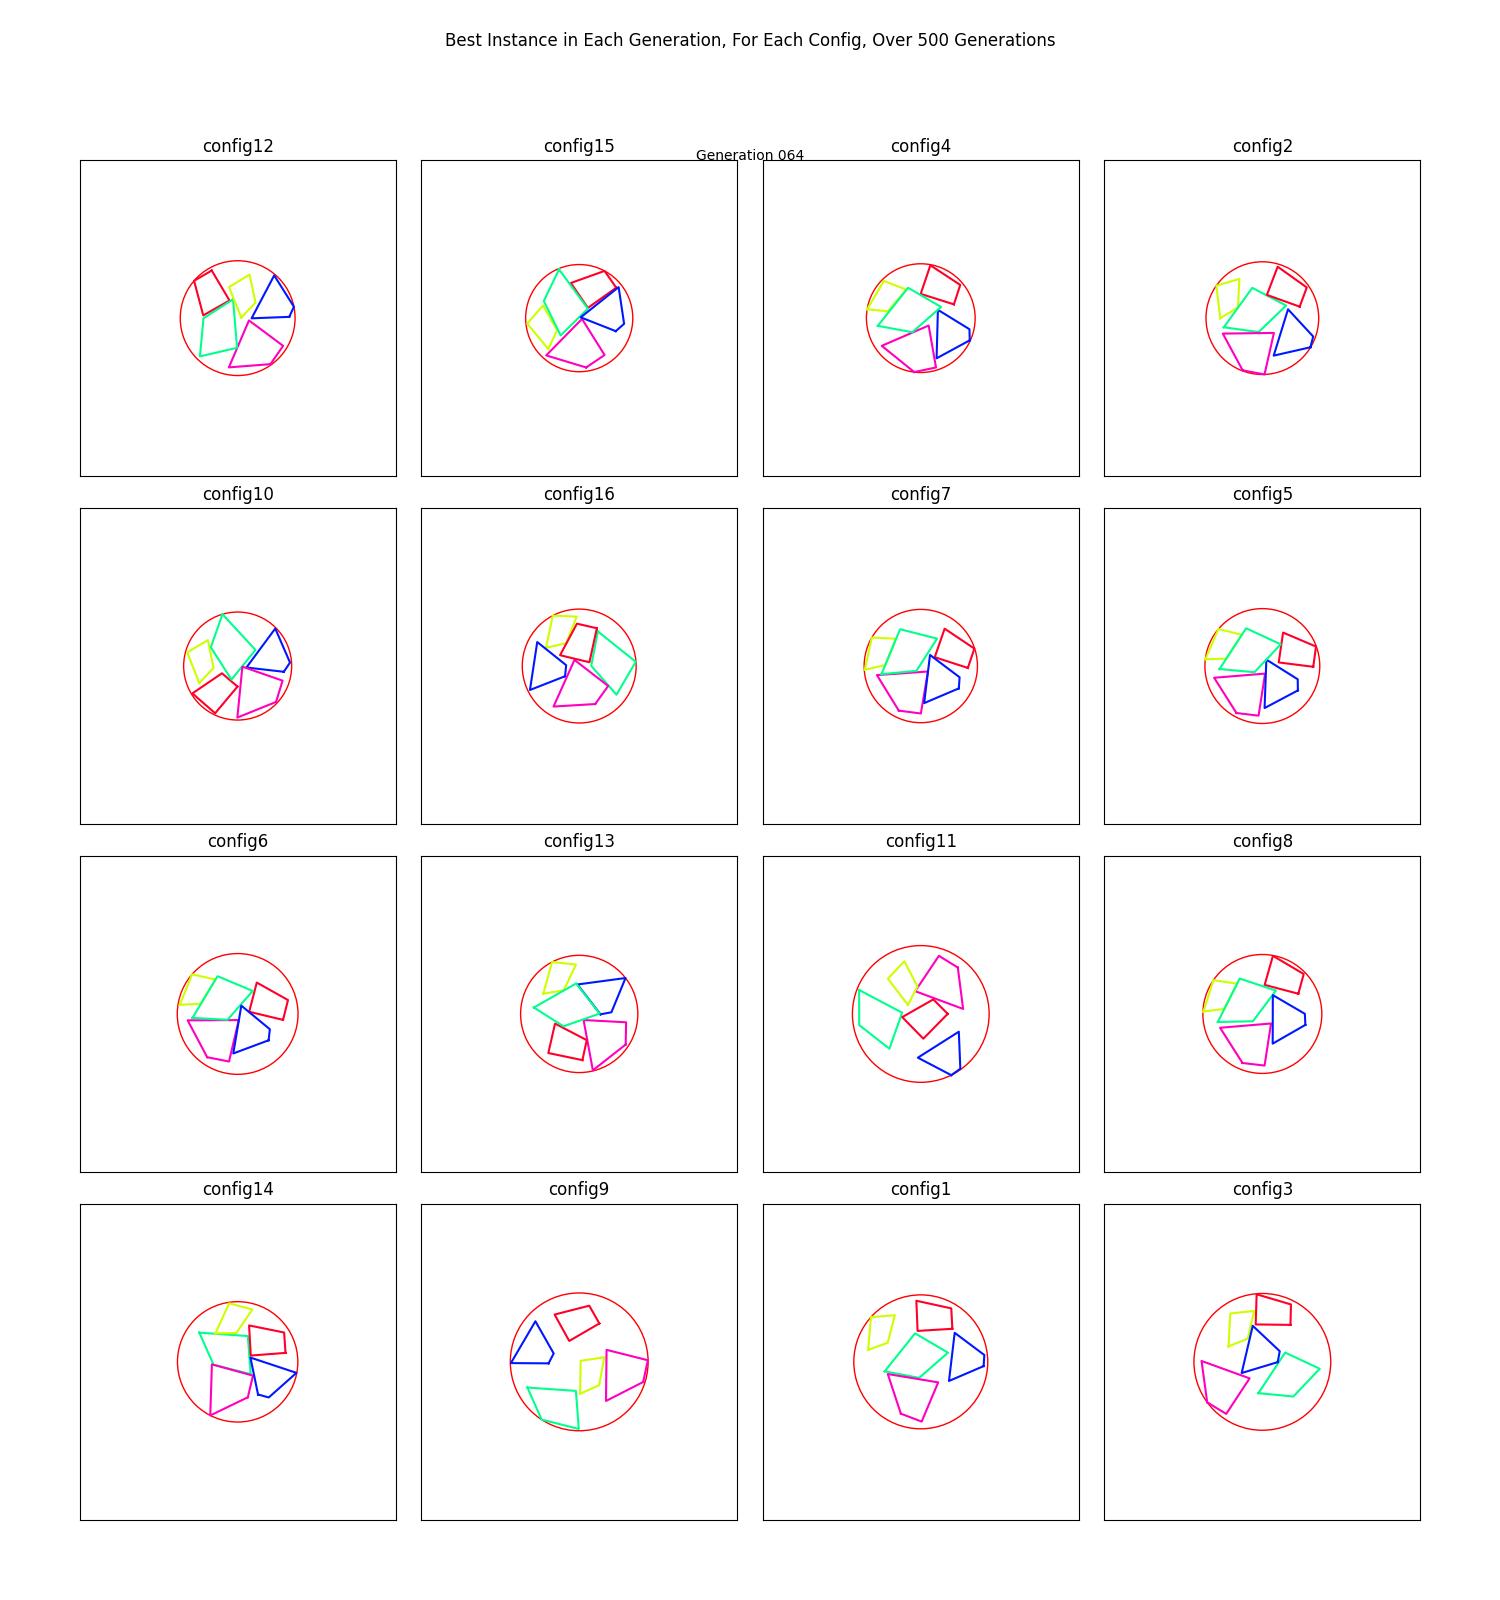 Best Instance in Each Generation, For Each Config, Over 500 Generations
Generation 064
config12
config15
config4
config2
config10
config16
config7
config5
config6
config13
config11
config8
config14
config9
config1
config3